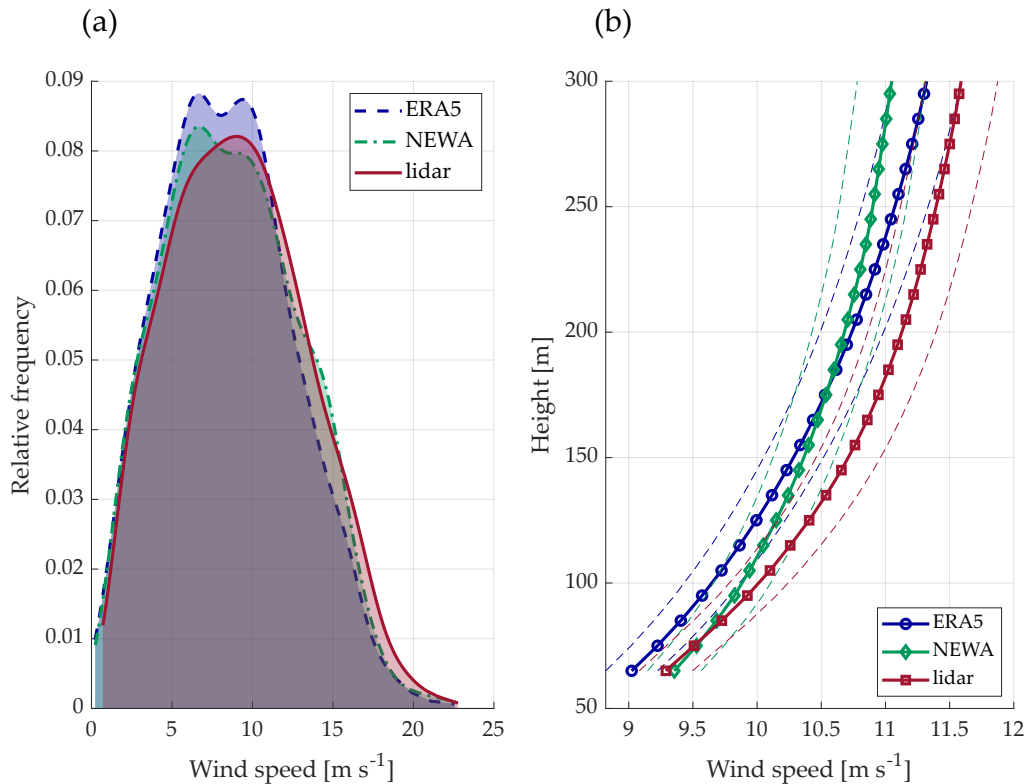 (a)
Relative frequency
0.09
0.08
0.07
0.06
0.05
0.04
0.03
0.02
0.01
0
0
5
10
15
20
25
Wind speed [m s⁻¹]
ERA5
NEWA
lidar
(b)
Height [m]
300
250
200
150
100
50
9
9.5
10
10.5
11
11.5
12
Wind speed [m s⁻¹]
ERA5
NEWA
lidar